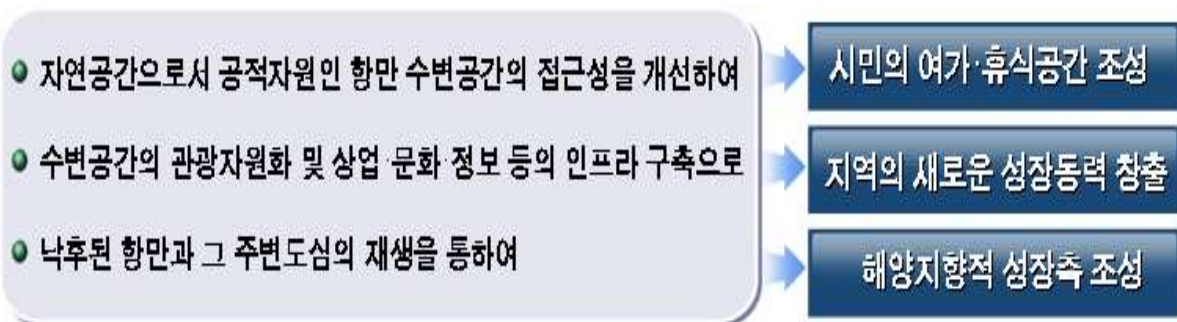 자연공간으로서 공적자원인 항만 수변공간의 접근성을 개선하여
시민의 여가·휴식공간 조성
수변공간의 관광자원화 및 상업·문화·정보 등의 인프라 구축으로
지역의 새로운 성장동력 창출
낙후된 항만과 그 주변도심의 재생을 통하여
해양지향적 성장축 조성